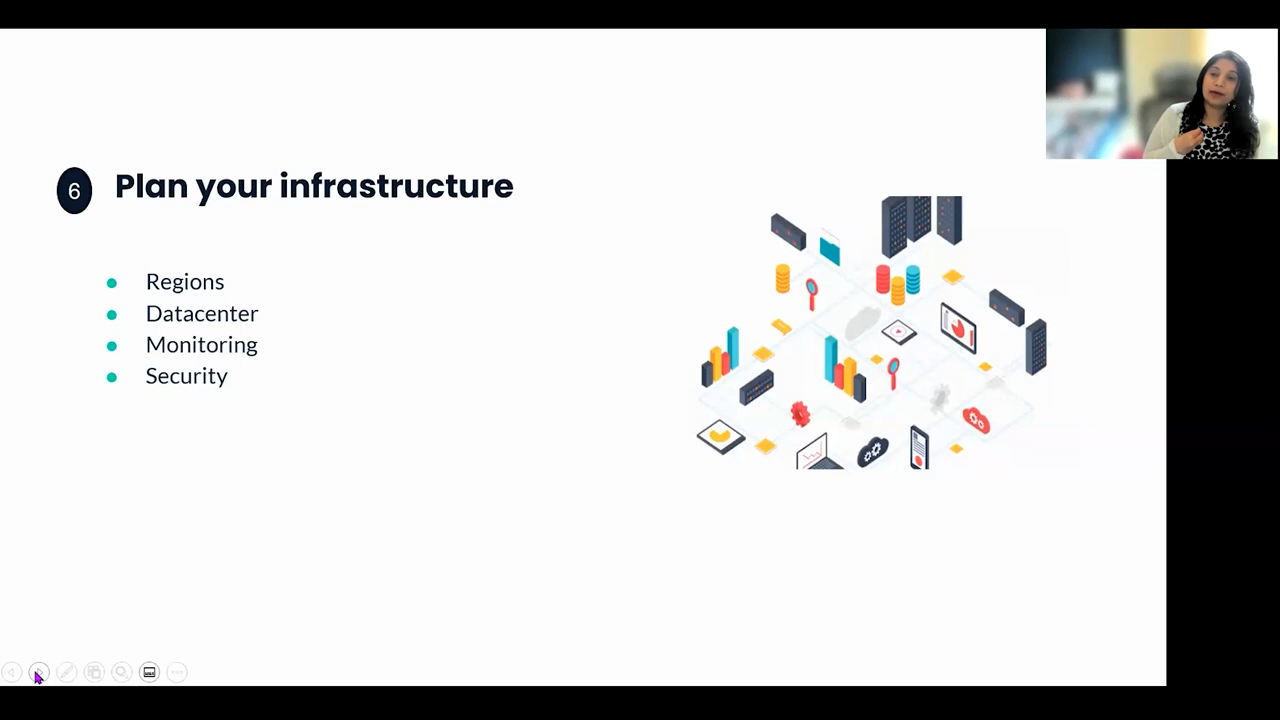 6 Plan your infrastructure
Regions
Datacenter
Monitoring
Security